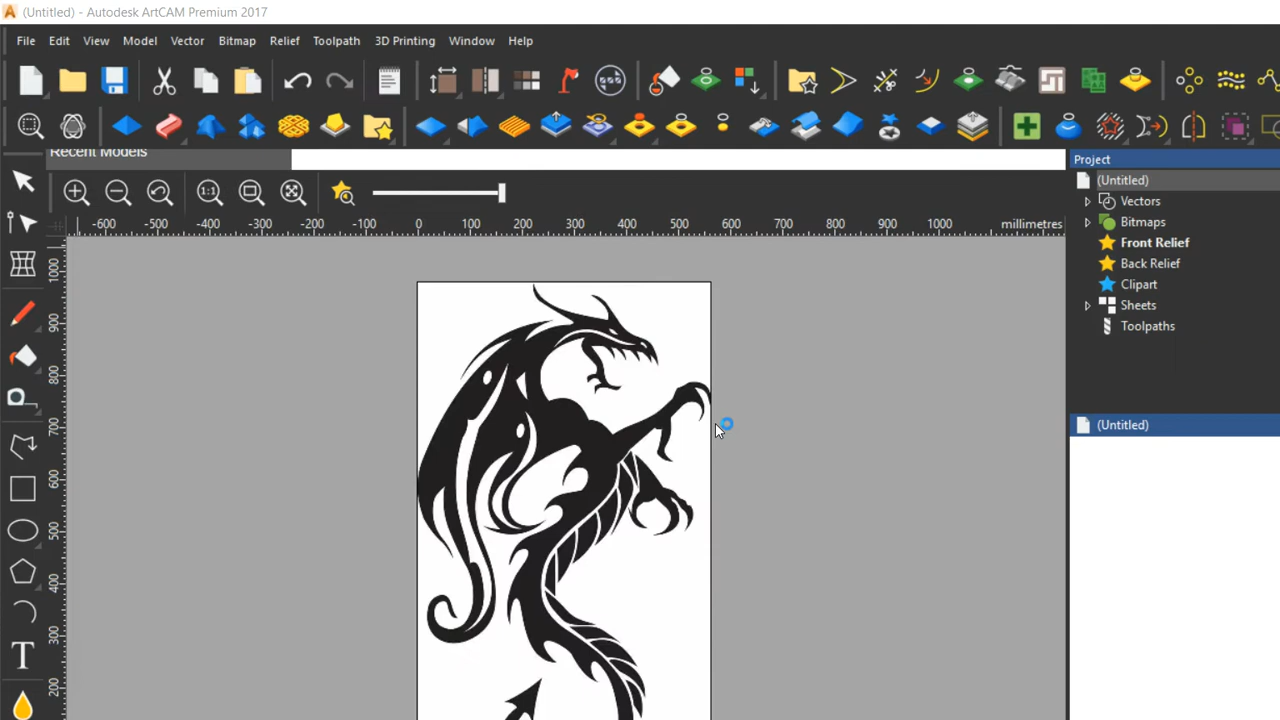 (Untitled) - Autodesk ArtCAM Premium 2017
File Edit View Model Vector Bitmap Relief Toolpath 3D Printing Window Help
Recent Models
1:1
-600 -500 -400 -300 -200 -100 0 100 200 300 400 500 600 700 800 900 1000 millimetres
1000
900
800
700
600
500
400
300
200
T
Project
(Untitled)
Vectors
Bitmaps
Front Relief
Back Relief
Clipart
Sheets
Toolpaths
(Untitled)